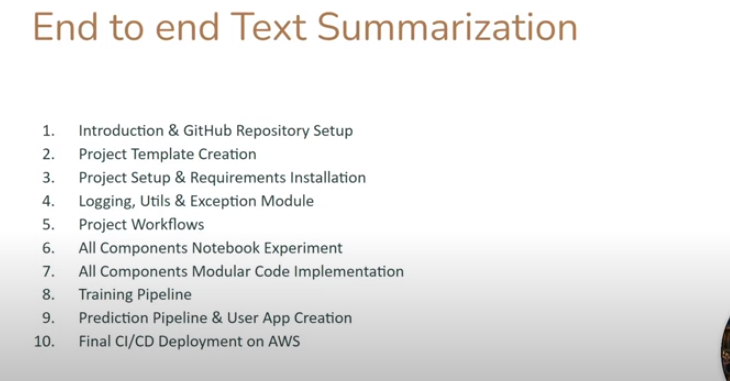 End to end Text Summarization
1. Introduction & GitHub Repository Setup
2. Project Template Creation
3. Project Setup & Requirements Installation
4. Logging, Utils & Exception Module
5. Project Workflows
6. All Components Notebook Experiment
7. All Components Modular Code Implementation
8. Training Pipeline
9. Prediction Pipeline & User App Creation
10. Final CI/CD Deployment on AWS